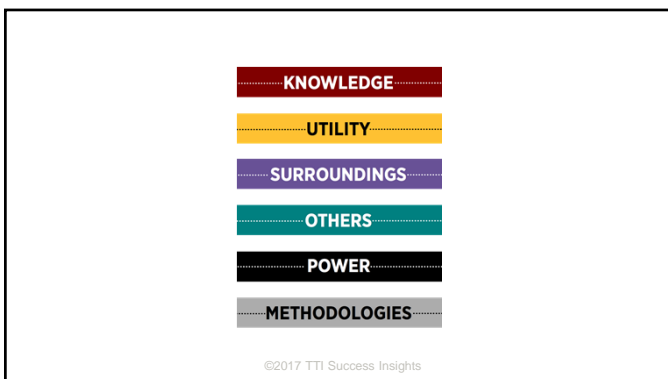 KNOWLEDGE
UTILITY
SURROUNDINGS
OTHERS
POWER
METHODOLOGIES
©2017 TTI Success Insights